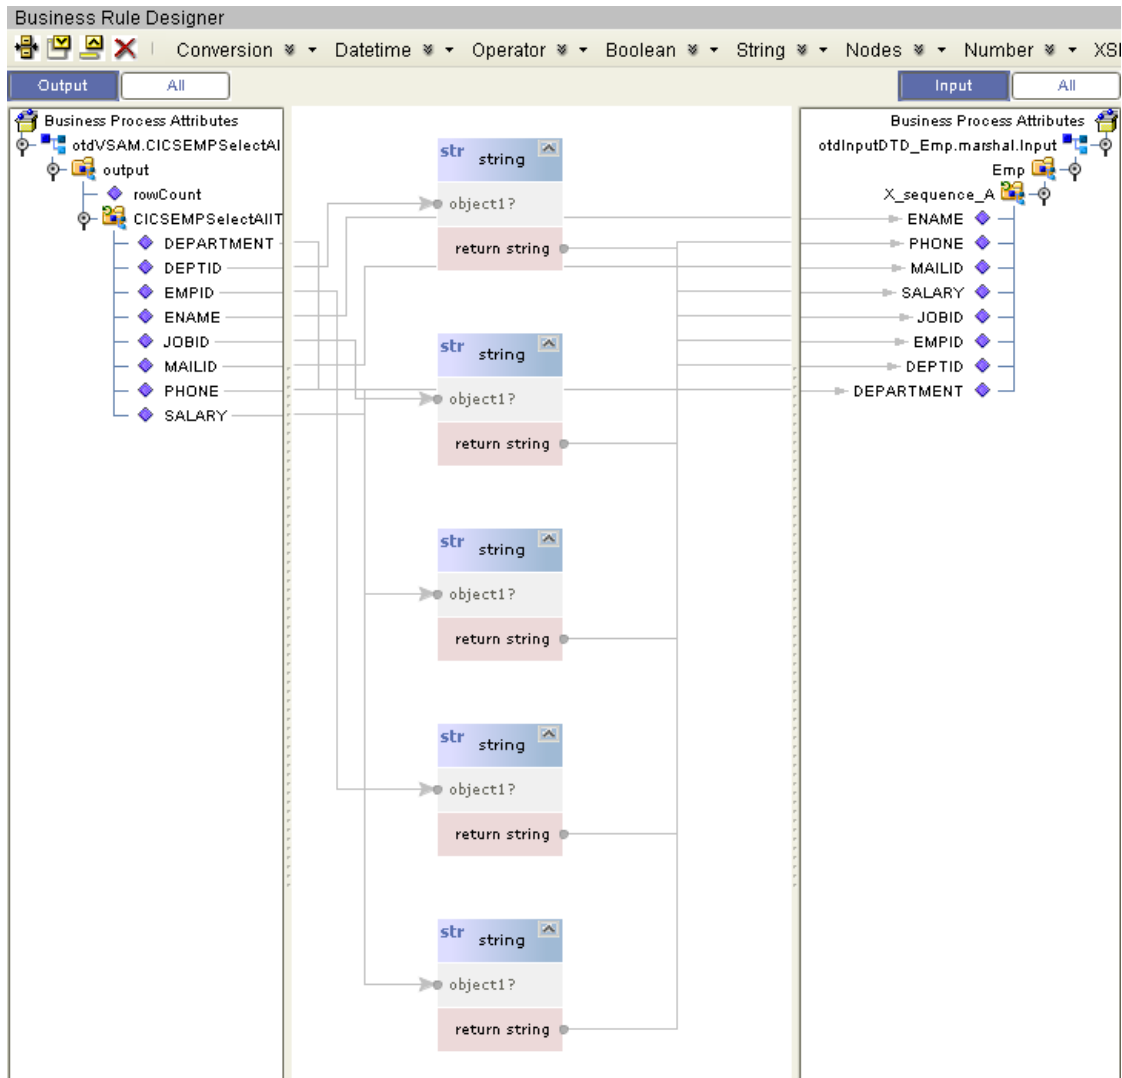 Business Rule Designer
Conversion Datetime Operator Boolean String Nodes Number XSI
Output All Input All
Business Process Attributes
otdVSAM.CICSEMPSelectAl
output
rowCount
CICSEMPSelectAllT
DEPARTMENT
DEPTID
EMPID
ENAME
JOBID
MAILID
PHONE
SALARY
str string
object1?
return string
str string
object1?
return string
str string
object1?
return string
str string
object1?
return string
str string
object1?
return string
Business Process Attributes
otdInputDTD_Emp.marshal.Input
Emp
X_sequence_A
ENAME
PHONE
MAILID
SALARY
JOBID
EMPID
DEPTID
DEPARTMENT